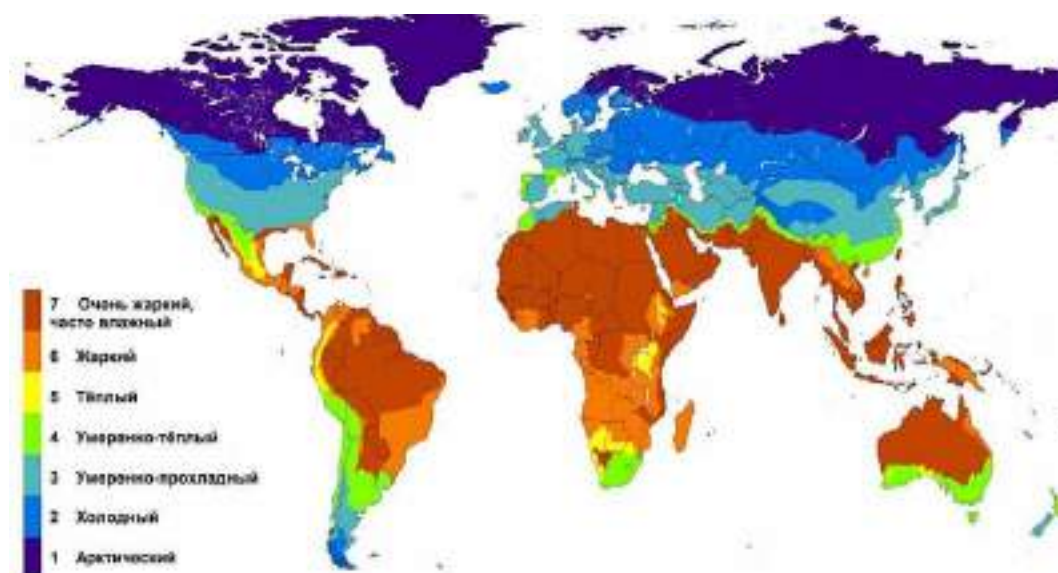 7 Очень жаркий,
часто влажный
6 Жаркий
5 Тёплый
4 Умеренно-тёплый
3 Умеренно-прохладный
2 Холодный
1 Арктический